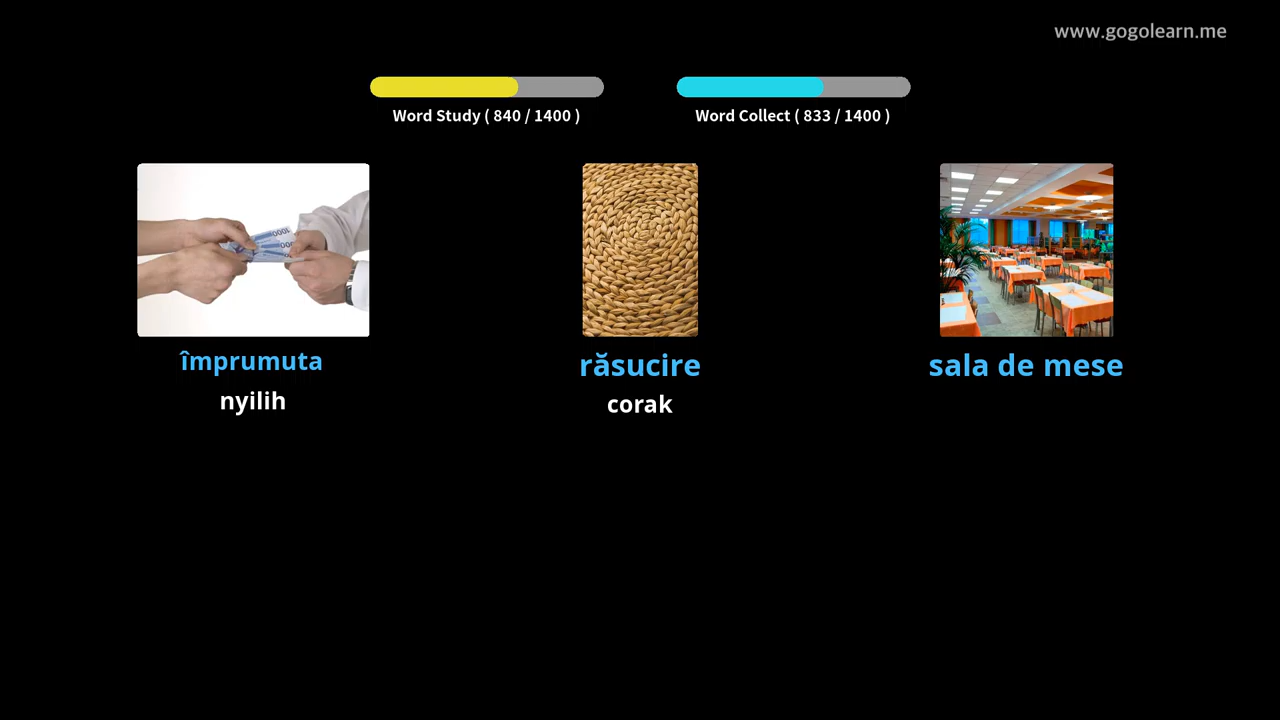 www.gogolearn.me
Word Study ( 840 / 1400 )
Word Collect ( 833 / 1400 )
împrumuta
nyilih
răsucire
corak
sala de mese